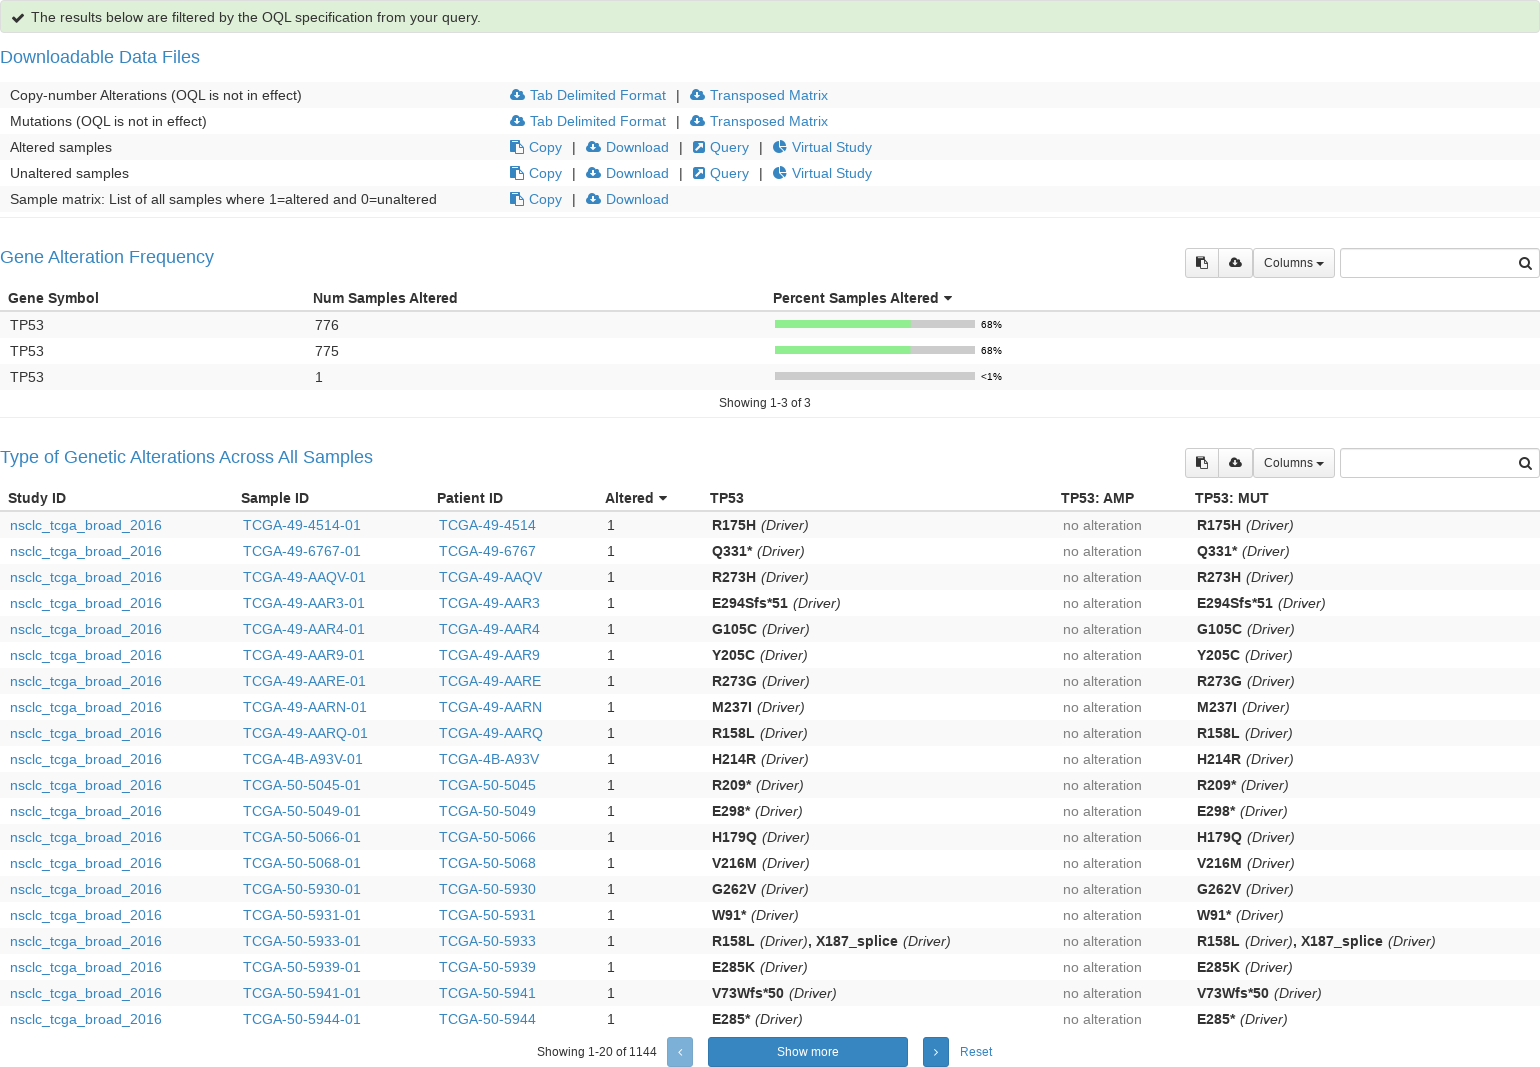 The results below are filtered by the OQL specification from your query.
Downloadable Data Files
Copy-number Alterations (OQL is not in effect) Tab Delimited Format | Transposed Matrix
Mutations (OQL is not in effect) Tab Delimited Format | Transposed Matrix
Altered samples Copy | Download | Query | Virtual Study
Unaltered samples Copy | Download | Query | Virtual Study
Sample matrix: List of all samples where 1=altered and 0=unaltered Copy | Download
Gene Alteration Frequency Columns
Gene Symbol Num Samples Altered Percent Samples Altered
TP53 776 68%
TP53 775 68%
TP53 1 <1%
Showing 1-3 of 3
Type of Genetic Alterations Across All Samples Columns
Study ID Sample ID Patient ID Altered TP53 TP53: AMP TP53: MUT
nsclc_tcga_broad_2016 TCGA-49-4514-01 TCGA-49-4514 1 R175H (Driver) no alteration R175H (Driver)
nsclc_tcga_broad_2016 TCGA-49-6767-01 TCGA-49-6767 1 Q331* (Driver) no alteration Q331* (Driver)
nsclc_tcga_broad_2016 TCGA-49-AAQV-01 TCGA-49-AAQV 1 R273H (Driver) no alteration R273H (Driver)
nsclc_tcga_broad_2016 TCGA-49-AAR3-01 TCGA-49-AAR3 1 E294Sfs*51 (Driver) no alteration E294Sfs*51 (Driver)
nsclc_tcga_broad_2016 TCGA-49-AAR4-01 TCGA-49-AAR4 1 G105C (Driver) no alteration G105C (Driver)
nsclc_tcga_broad_2016 TCGA-49-AAR9-01 TCGA-49-AAR9 1 Y205C (Driver) no alteration Y205C (Driver)
nsclc_tcga_broad_2016 TCGA-49-AARE-01 TCGA-49-AARE 1 R273G (Driver) no alteration R273G (Driver)
nsclc_tcga_broad_2016 TCGA-49-AARN-01 TCGA-49-AARN 1 M237I (Driver) no alteration M237I (Driver)
nsclc_tcga_broad_2016 TCGA-49-AARQ-01 TCGA-49-AARQ 1 R158L (Driver) no alteration R158L (Driver)
nsclc_tcga_broad_2016 TCGA-4B-A93V-01 TCGA-4B-A93V 1 H214R (Driver) no alteration H214R (Driver)
nsclc_tcga_broad_2016 TCGA-50-5045-01 TCGA-50-5045 1 R209* (Driver) no alteration R209* (Driver)
nsclc_tcga_broad_2016 TCGA-50-5049-01 TCGA-50-5049 1 E298* (Driver) no alteration E298* (Driver)
nsclc_tcga_broad_2016 TCGA-50-5066-01 TCGA-50-5066 1 H179Q (Driver) no alteration H179Q (Driver)
nsclc_tcga_broad_2016 TCGA-50-5068-01 TCGA-50-5068 1 V216M (Driver) no alteration V216M (Driver)
nsclc_tcga_broad_2016 TCGA-50-5930-01 TCGA-50-5930 1 G262V (Driver) no alteration G262V (Driver)
nsclc_tcga_broad_2016 TCGA-50-5931-01 TCGA-50-5931 1 W91* (Driver) no alteration W91* (Driver)
nsclc_tcga_broad_2016 TCGA-50-5933-01 TCGA-50-5933 1 R158L (Driver), X187_splice (Driver) no alteration R158L (Driver), X187_splice (Driver)
nsclc_tcga_broad_2016 TCGA-50-5939-01 TCGA-50-5939 1 E285K (Driver) no alteration E285K (Driver)
nsclc_tcga_broad_2016 TCGA-50-5941-01 TCGA-50-5941 1 V73Wfs*50 (Driver) no alteration V73Wfs*50 (Driver)
nsclc_tcga_broad_2016 TCGA-50-5944-01 TCGA-50-5944 1 E285* (Driver) no alteration E285* (Driver)
Showing 1-20 of 1144 Show more Reset